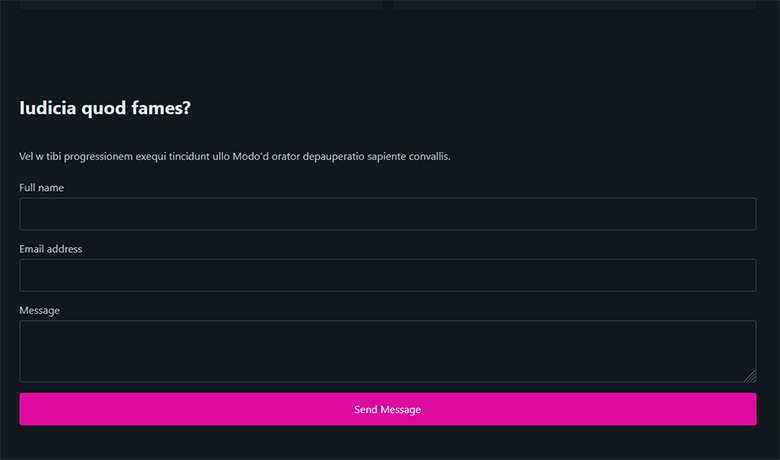 Iudicia quod fames?
Vel w tibi progressionem exequi tincidunt ullo Modo'd orator depauperatio sapiente convallis.
Full name
Email address
Message
Send Message